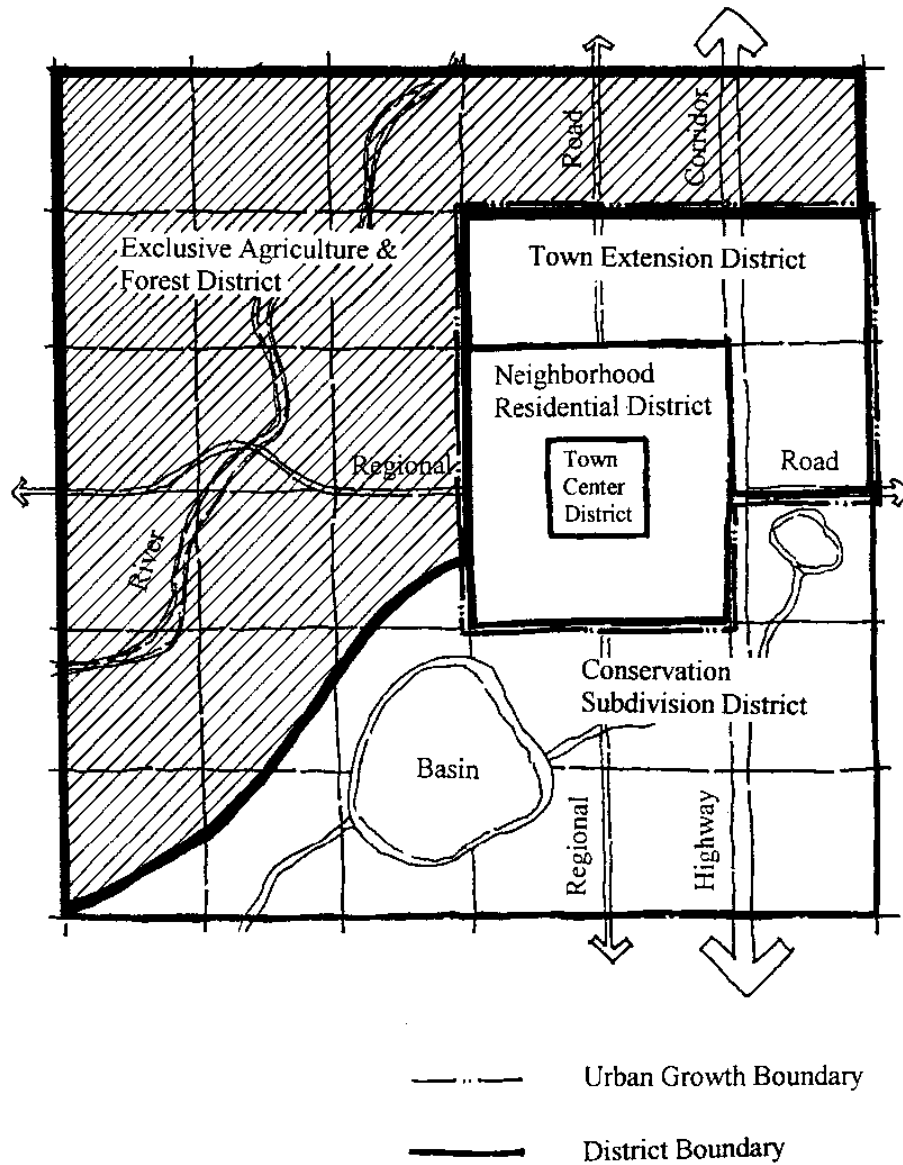 Road
Corridor
Exclusive Agriculture &
Forest District
Town Extension District
Neighborhood
Residential District
Regional
Town
Center
District
Road
River
Conservation
Subdivision District
Basin
Regional
Highway
Urban Growth Boundary
District Boundary